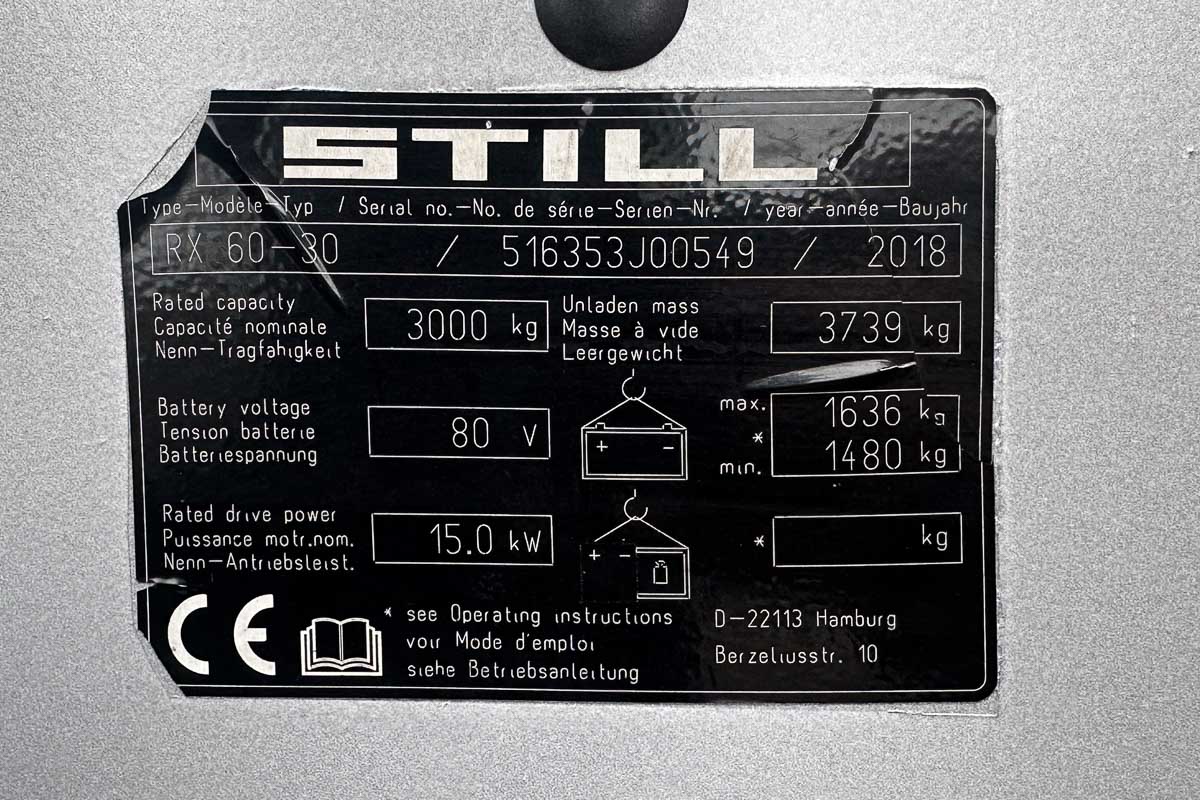 STILL
Type-Modèle-Typ / Serial no.-No. de série-Serien-Nr. / year-année-Baujahr
RX 60-30 / 516353J00549 / 2018
Rated capacity
Capacité nominale
Nenn-Tragfähigkeit
3000 kg
Unladen mass
Masse à vide
Leergewicht
3739 kg
Battery voltage
Tension batterie
Batteriespannung
80 V
+ -
max.
*
min.
1636 kg
1480 kg
Rated drive power
Puissance motr.nom.
Nenn-Antriebsleist.
15.0 kW
+ -
* kg
CE
* see Operating instructions
voir Mode d'emploi
siehe Betriebsanleitung
D-22113 Hamburg
Berzeliusstr. 10